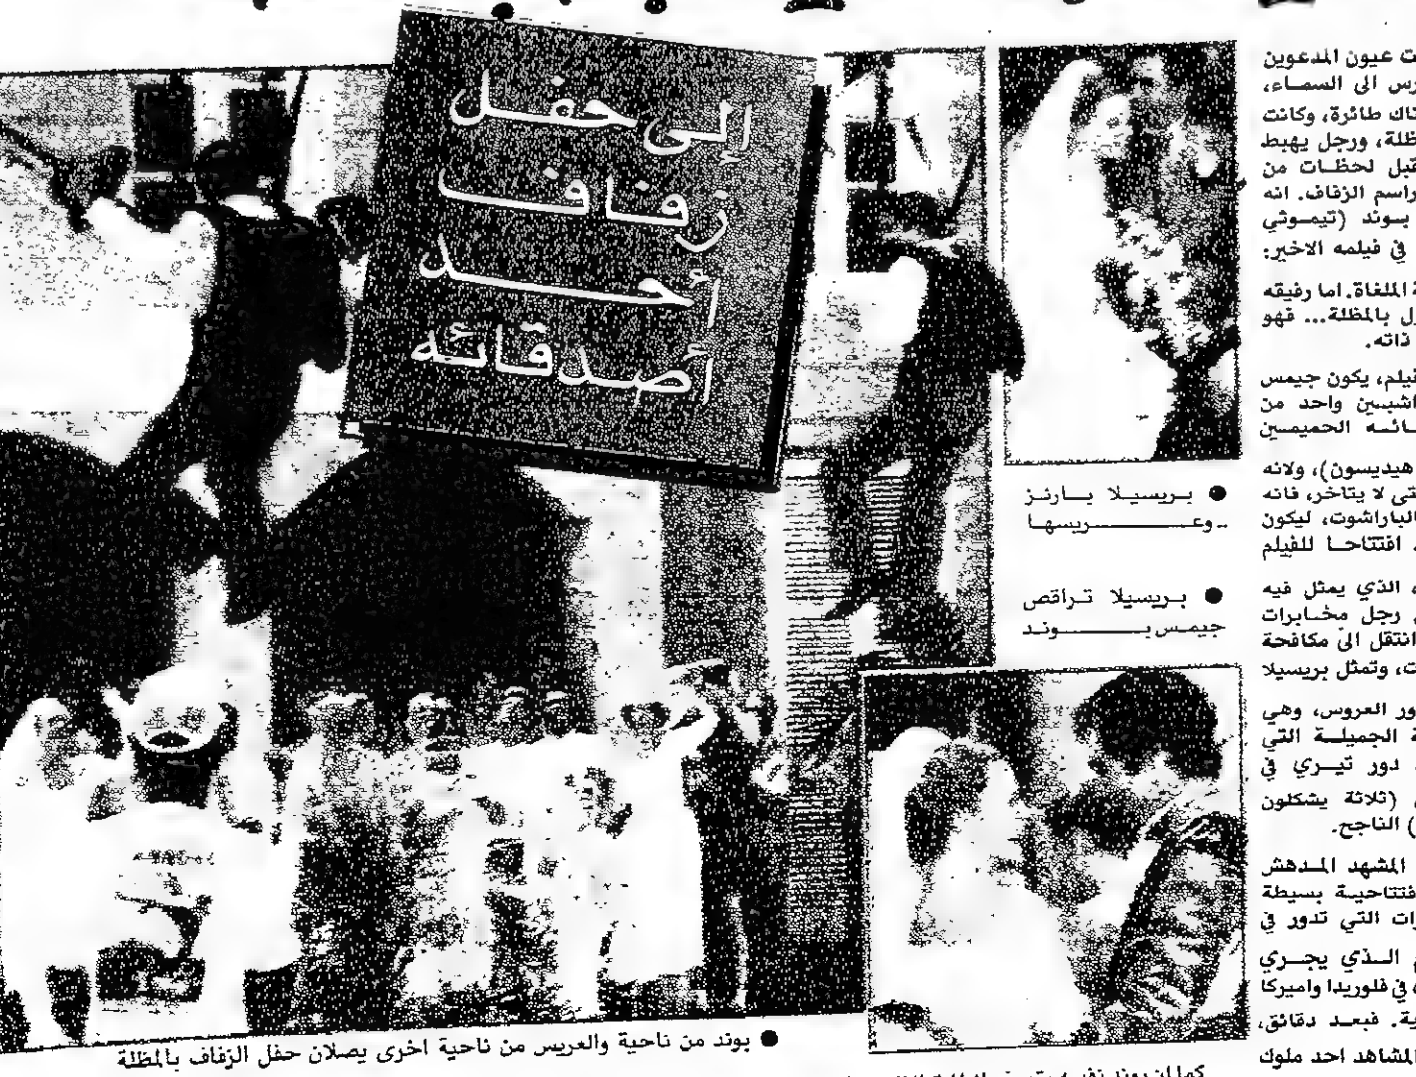 إلى حفل
زفاف
أحد
أصدقائه
ت عيون المدعوين
رس الى السماء،
ناك طائرة، وكانت
ظلة، ورجل يهبط
قبل لحظات من
راسم الزفاف. انه
بوند (تيموثي
في فيلمه الاخير:
ة الملغاة. اما رفيقه
ل بالمظلة... فهو
ذاته.
فيلم، يكون جيمس
اشبين واحد من
ائه الحميمين
هيديسون)، ولانه
تى لا يتاخر، فانه
الباراشوت، ليكون
افتتاحا للفيلم
، الذي يمثل فيه
رجل مخابرات
انتقل الى مكافحة
ت، وتمثل بريسيلا
ور العروس، وهي
ة الجميلة التي
دور تيري في
(ثلاثة يشكلون
) الناجح.
المشهد المدهش
فتتاحية بسيطة
رات التي تدور في
م الذي يجري
في فلوريدا واميركا
ية. فبعد دقائق،
المشاهد احد ملوك
● بريسيلا بارنز
.. وعريسها
● بريسيلا تراقص
جيمس بوند
● بوند من ناحية والعريس من ناحية اخرى يصلان حفل الزفاف بالمظلة